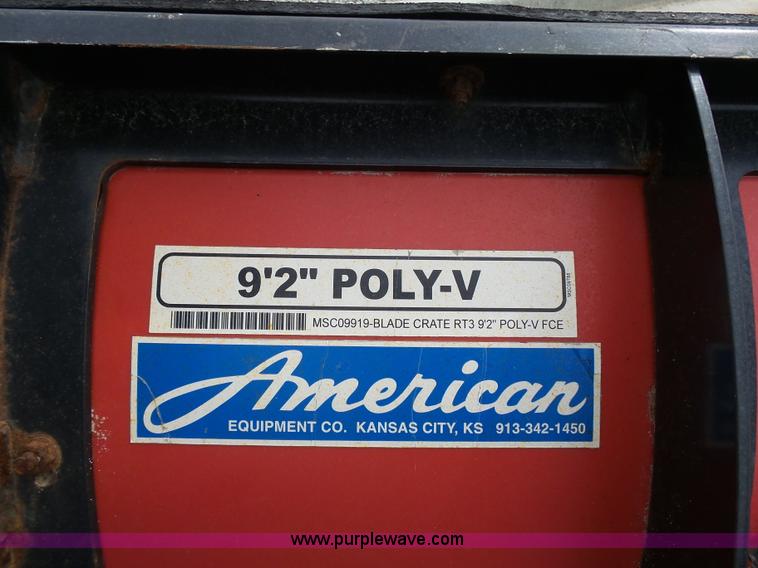 9'2" POLY-V
MSC09919-BLADE CRATE RT3 9'2" POLY-V FCE
American
EQUIPMENT CO. KANSAS CITY, KS 913-342-1450
www.purplewave.com